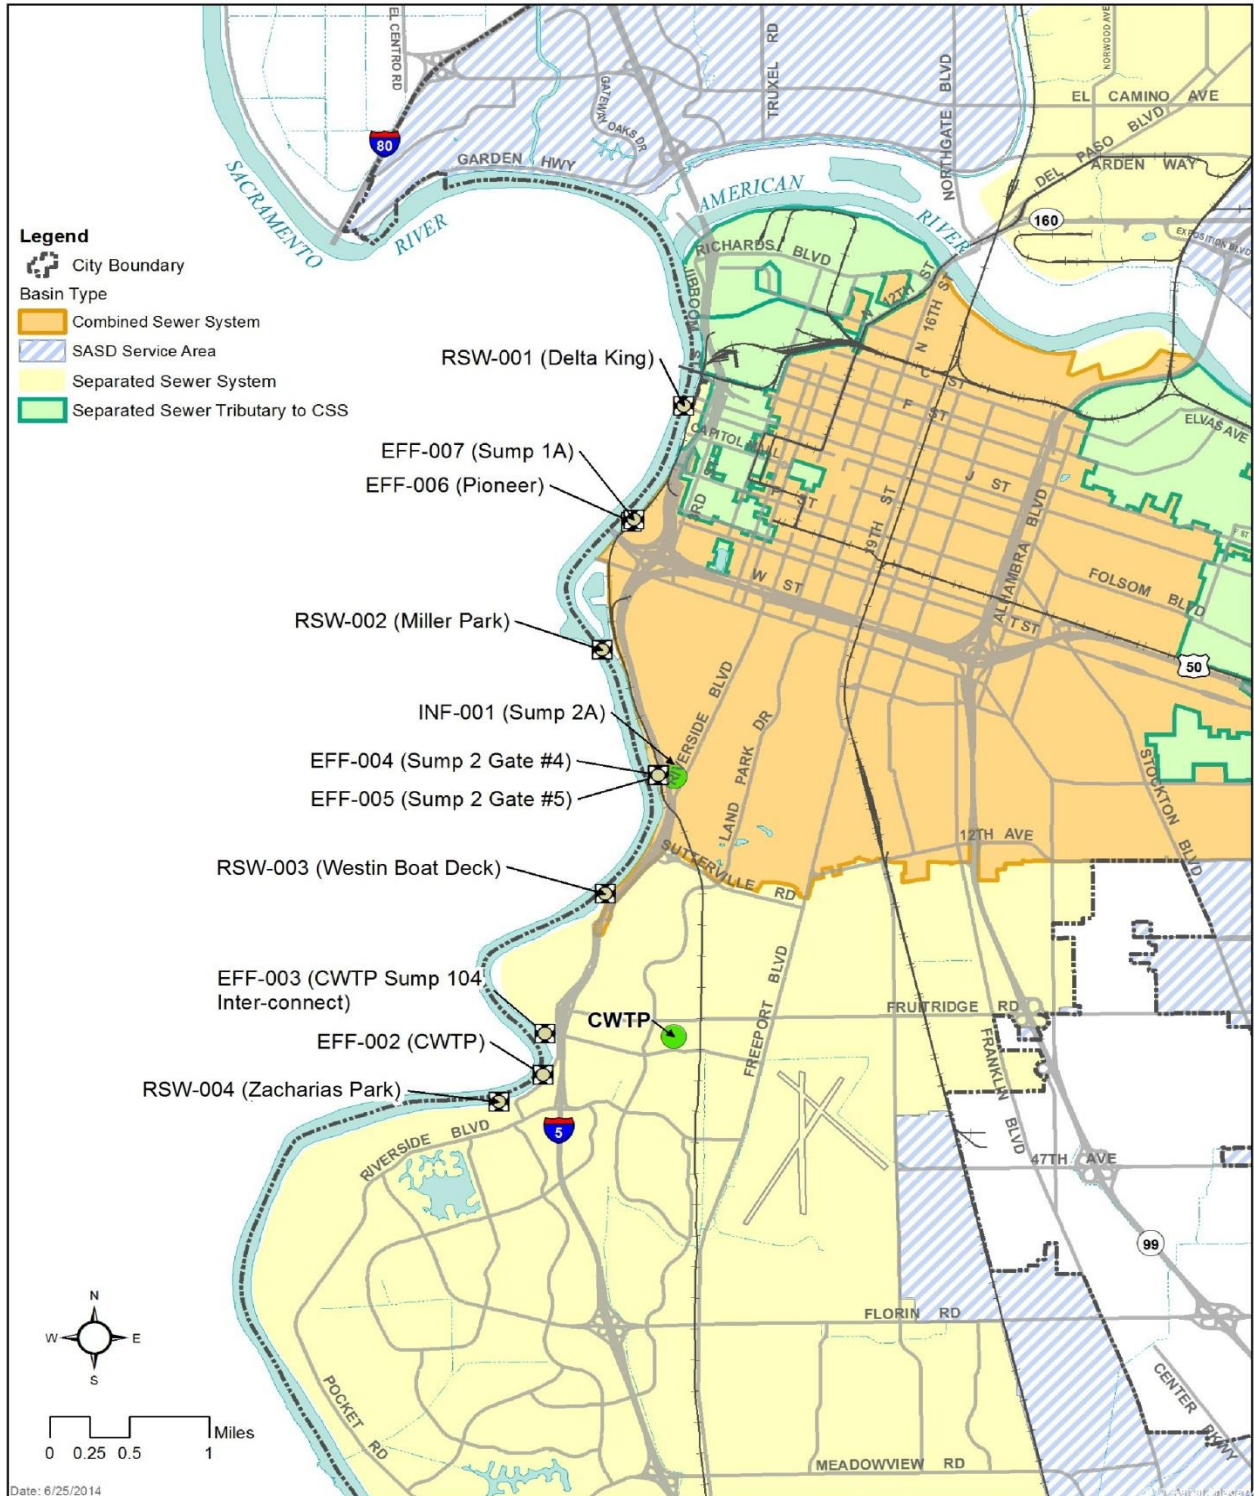 EL CENTRO RD
80
GATEWAY OAKS DR
TRUXEL RD
NORTHGATE BLVD
NORWOOD AVE
EL CAMINO AVE
DEL PASO BLVD
ARDEN WAY
GARDEN HWY
SACRAMENTO RIVER
AMERICAN RIVER
160
EXPOSITION BLVD
Legend
City Boundary
Basin Type
Combined Sewer System
SASD Service Area
Separated Sewer System
Separated Sewer Tributary to CSS
RICHARDS BLVD
JIBBOOM S
N 12TH ST
N 16TH ST
RSW-001 (Delta King)
C ST
F ST
ELVAS AVE
CAPITOL MALL
EFF-007 (Sump 1A)
EFF-006 (Pioneer)
3RD S
P ST
J ST
19TH ST
ALHAMBRA BLVD
F ST
FOLSOM BLVD
W ST
T ST
50
RSW-002 (Miller Park)
RIVERSIDE BLVD
LAND PARK DR
INF-001 (Sump 2A)
EFF-004 (Sump 2 Gate #4)
EFF-005 (Sump 2 Gate #5)
STOCKTON BLVD
12TH AVE
SUTTERVILLE RD
RSW-003 (Westin Boat Deck)
EFF-003 (CWTP Sump 104
Inter-connect)
CWTP
FREEPORT BLVD
FRUITRIDGE RD
FRANKLIN BLVD
EFF-002 (CWTP)
RSW-004 (Zacharias Park)
5
RIVERSIDE BLVD
47TH AVE
99
FLORIN RD
POCKET RD
CENTER PKWY
MEADOWVIEW RD
N
W E
S
0 0.25 0.5 1 Miles
Date: 6/25/2014